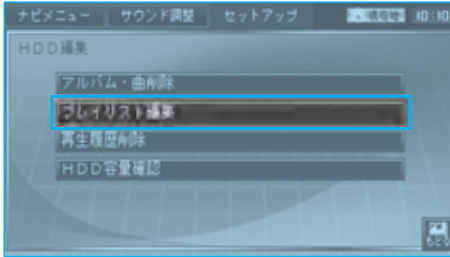 ナビメニュー サウンド調整 セットアップ 10:10
HDD編集
アルバム・曲削除
プレイリスト編集
再生履歴削除
HDD容量確認
もどる